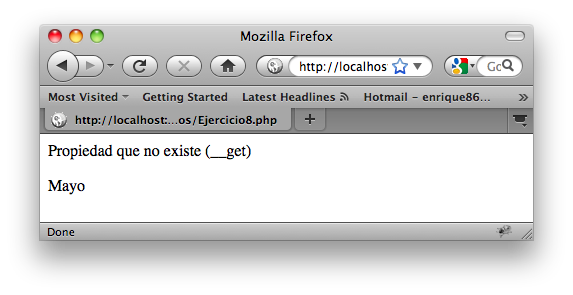 Mozilla Firefox
http://localhos
Gc
Most Visited Getting Started Latest Headlines Hotmail - enrique86... »
http://localhost:...os/Ejercicio8.php
Propiedad que no existe (__get)
Mayo
Done